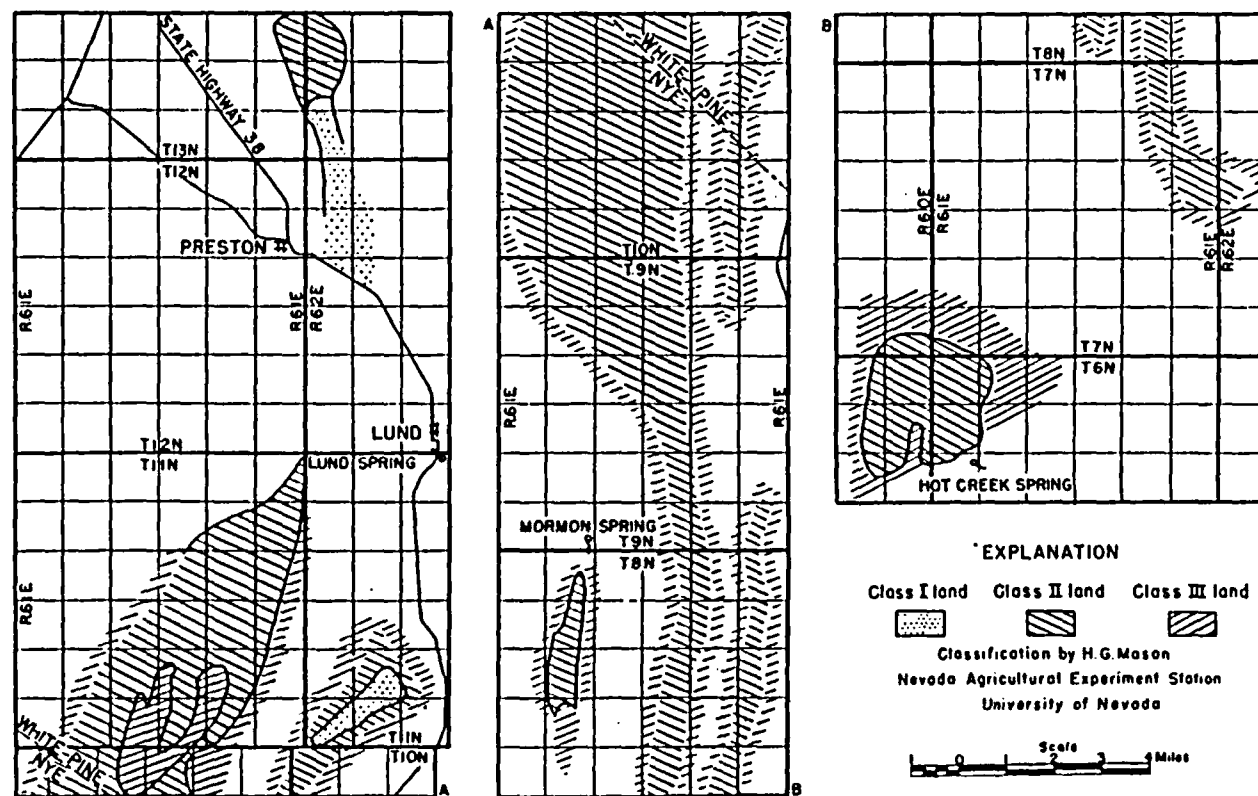 STATE HIGHWAY 38
T13N
T12N
PRESTON
R61E
R61E
R62E
LUND
T12N
T11N
LUND SPRING
R61E
WHITE PINE
NYE
T11N
T10N
A
A
WHITE PINE
NYE
T10N
T9N
R61E
R61E
MORMON SPRING
T9N
T8N
B
B
T8N
T7N
R60E
R61E
R61E
R62E
T7N
T6N
HOT CREEK SPRING
EXPLANATION
Class I land Class II land Class III land
Classification by H.G. Mason
Nevada Agricultural Experiment Station
University of Nevada
Scale
1 0 1 2 3 4 Miles